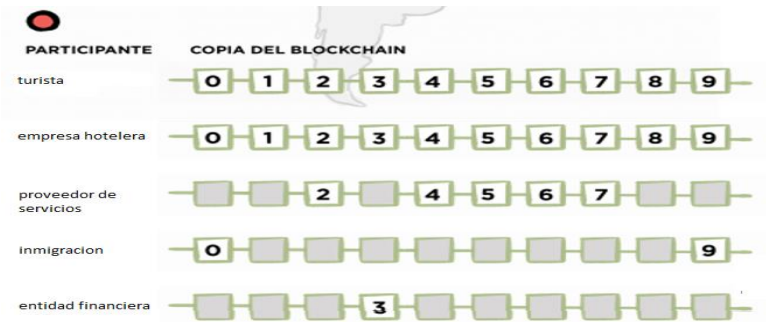 PARTICIPANTE COPIA DEL BLOCKCHAIN
turista 0 1 2 3 4 5 6 7 8 9
empresa hotelera 0 1 2 3 4 5 6 7 8 9
proveedor de
servicios 2 4 5 6 7
inmigracion 0 9
entidad financiera 3